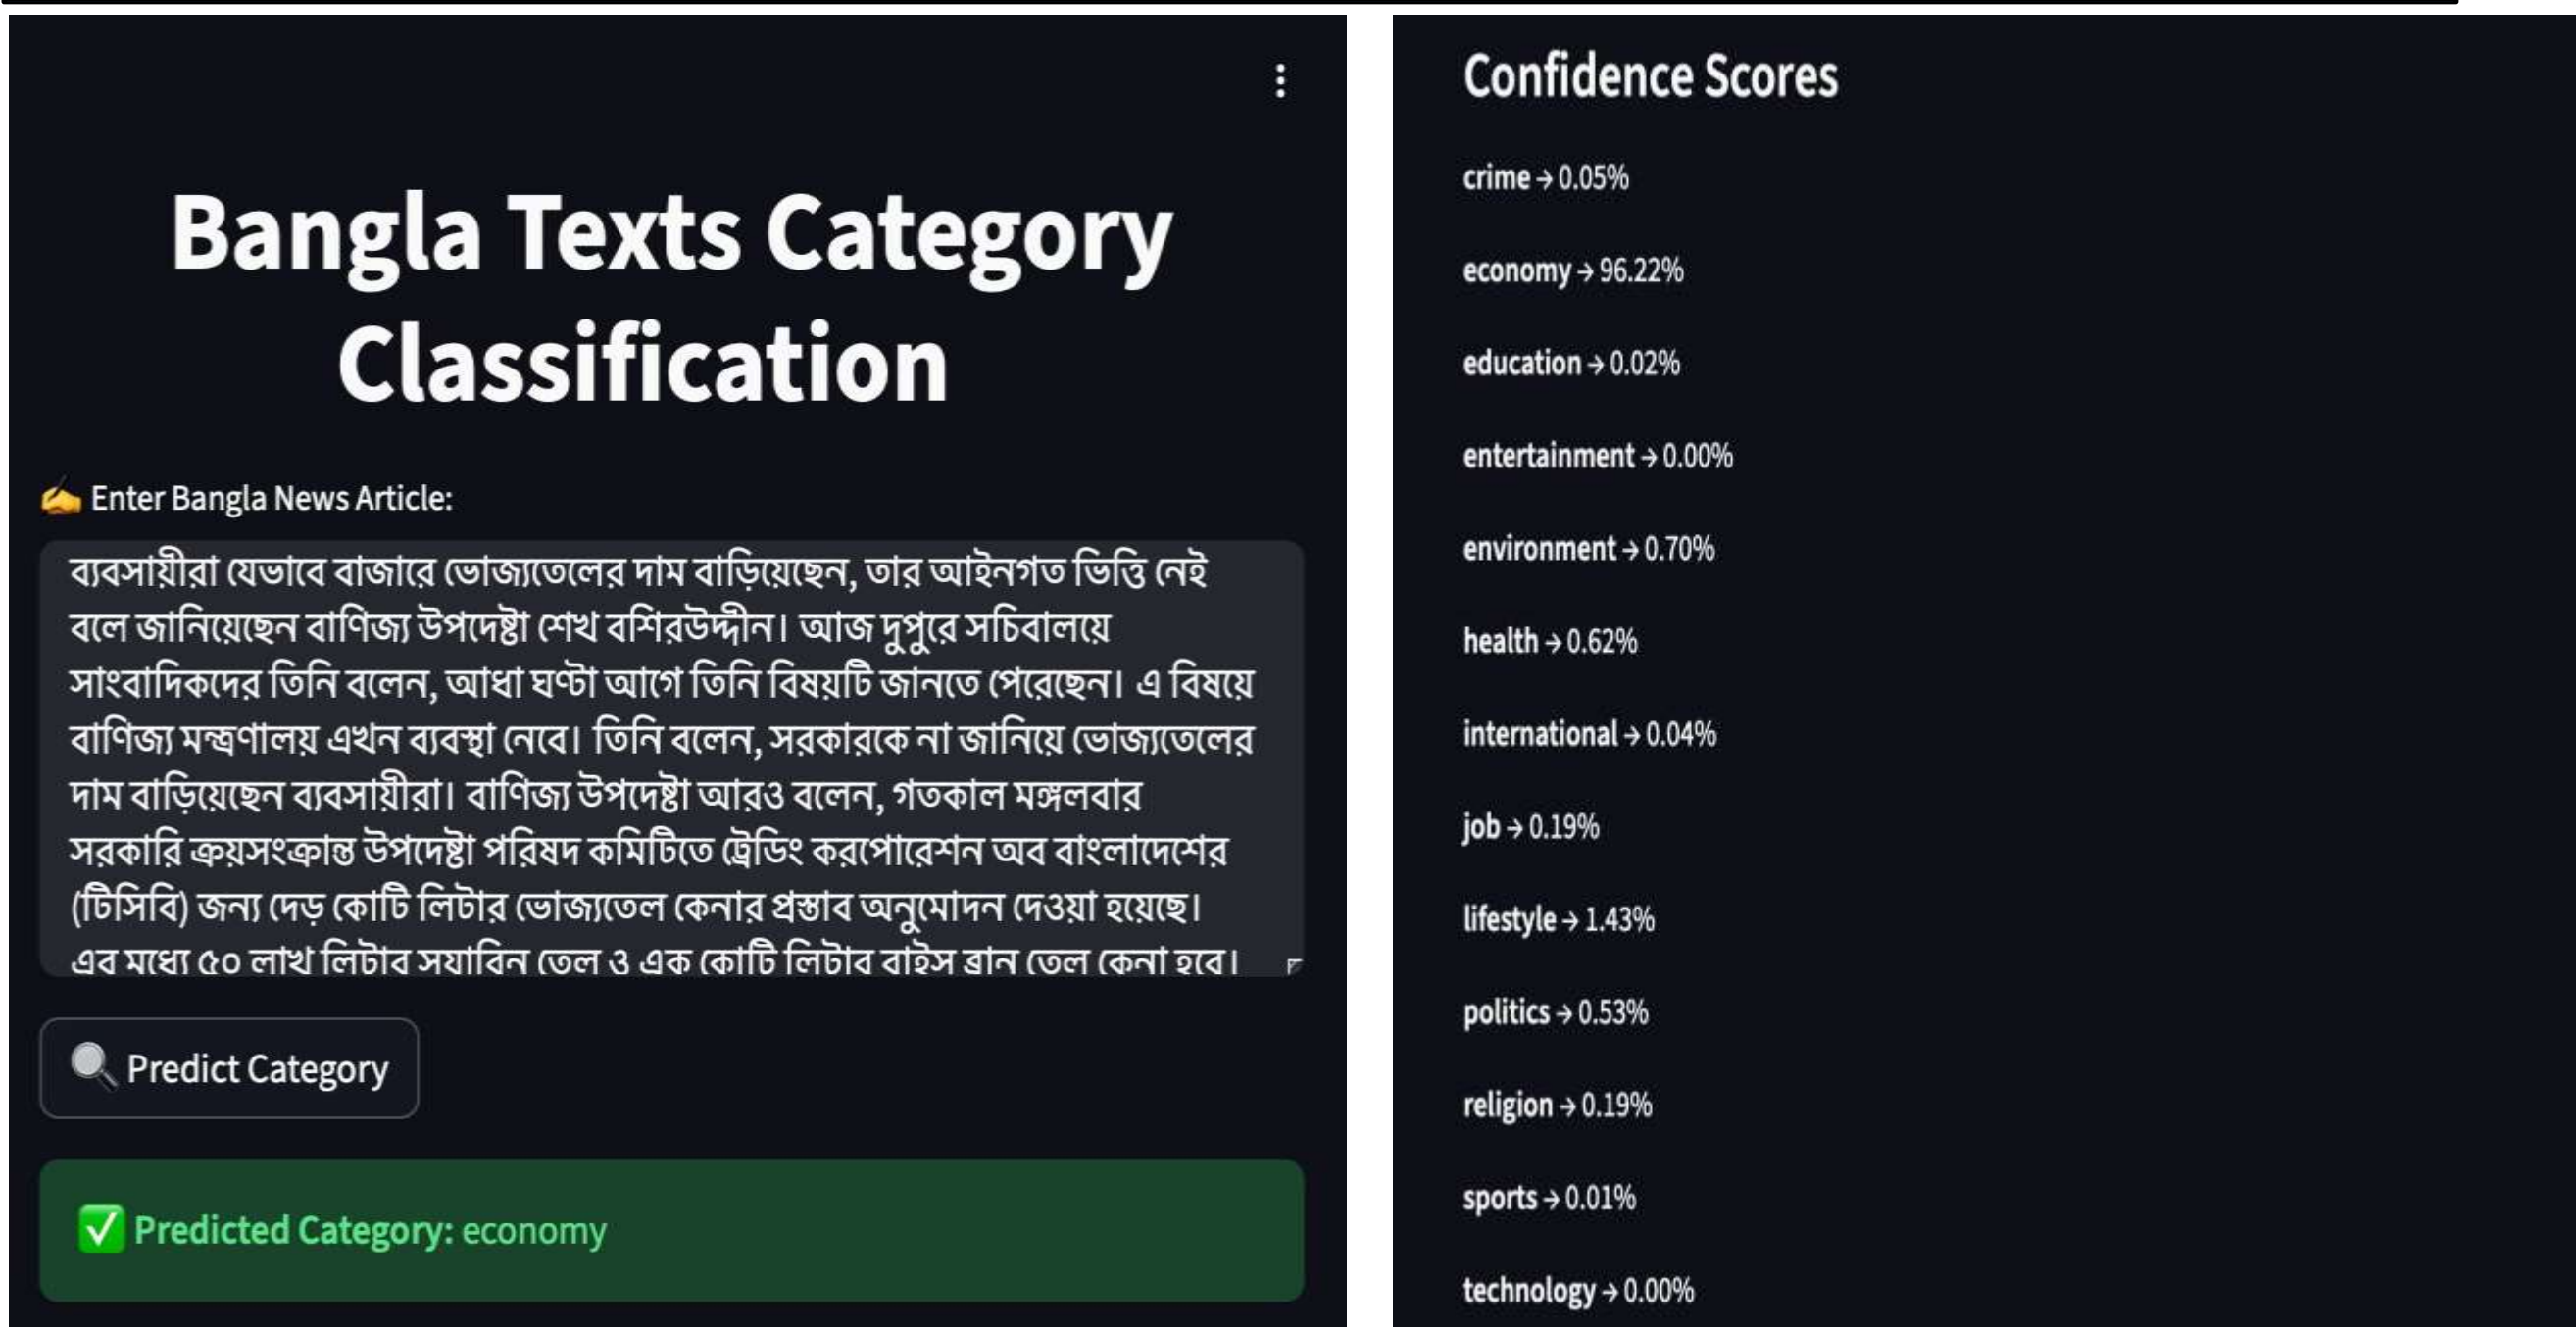 Bangla Texts Category
Classification
✍️ Enter Bangla News Article:
ব্যবসায়ীরা যেভাবে বাজারে ভোজ্যতেলের দাম বাড়িয়েছেন, তার আইনগত ভিত্তি নেই
বলে জানিয়েছেন বাণিজ্য উপদেষ্টা শেখ বশিরউদ্দীন। আজ দুপুরে সচিবালয়ে
সাংবাদিকদের তিনি বলেন, আধা ঘণ্টা আগে তিনি বিষয়টি জানতে পেরেছেন। এ বিষয়ে
বাণিজ্য মন্ত্রণালয় এখন ব্যবস্থা নেবে। তিনি বলেন, সরকারকে না জানিয়ে ভোজ্যতেলের
দাম বাড়িয়েছেন ব্যবসায়ীরা। বাণিজ্য উপদেষ্টা আরও বলেন, গতকাল মঙ্গলবার
সরকারি ক্রয়সংক্রান্ত উপদেষ্টা পরিষদ কমিটিতে ট্রেডিং করপোরেশন অব বাংলাদেশের
(টিসিবি) জন্য দেড় কোটি লিটার ভোজ্যতেল কেনার প্রস্তাব অনুমোদন দেওয়া হয়েছে।
এর মধ্যে ৫০ লাখ লিটার সয়াবিন তেল ও এক কোটি লিটার রাইস ব্রান তেল কেনা হবে।
🔍 Predict Category
✅ Predicted Category: economy
Confidence Scores
crime → 0.05%
economy → 96.22%
education → 0.02%
entertainment → 0.00%
environment → 0.70%
health → 0.62%
international → 0.04%
job → 0.19%
lifestyle → 1.43%
politics → 0.53%
religion → 0.19%
sports → 0.01%
technology → 0.00%